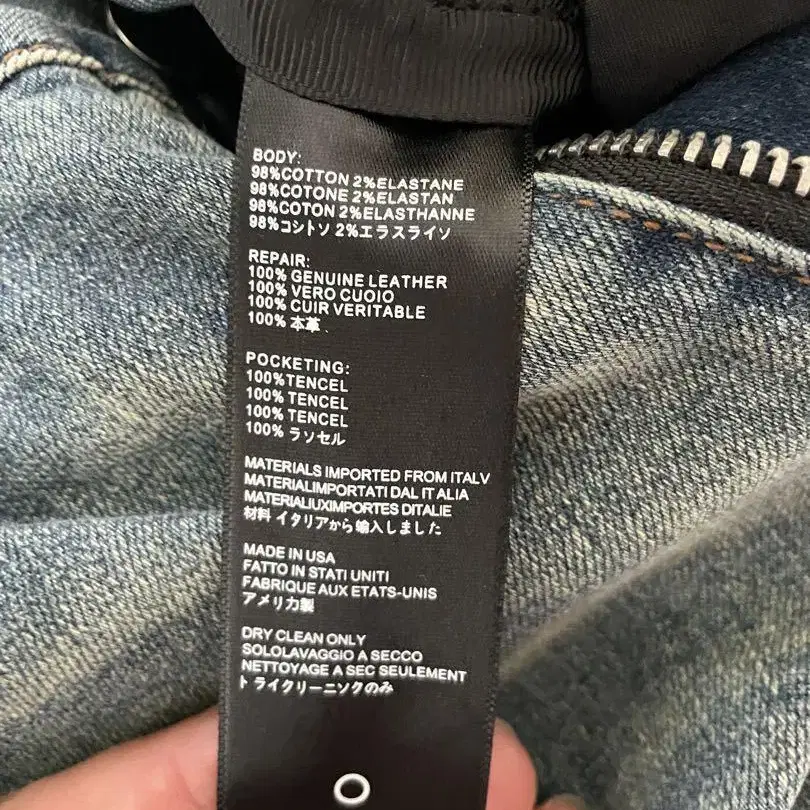 BODY:
98%COTTON 2%ELASTANE
98%COTONE 2%ELASTAN
98%COTON 2%ELASTHANNE
98%コシトソ 2%エラスライソ
REPAIR:
100% GENUINE LEATHER
100% VERO CUOIO
100% CUIR VERITABLE
100% 本革
POCKETING:
100%TENCEL
100% TENCEL
100% TENCEL
100% ラソセル
MATERIALS IMPORTED FROM ITALV
MATERIALIMPORTATI DAL IT ALIA
MATERIALIUXIMPORTES DITALIE
材料 イタリアから输入しました
MADE IN USA
FATTO IN STATI UNITI
FABRIQUE AUX ETATS-UNIS
アメリカ製
DRY CLEAN ONLY
SOLOLAVAGGIO A SECCO
NETTOYAGE A SEC SEULEMENT
トライクリーニソクのみ
O